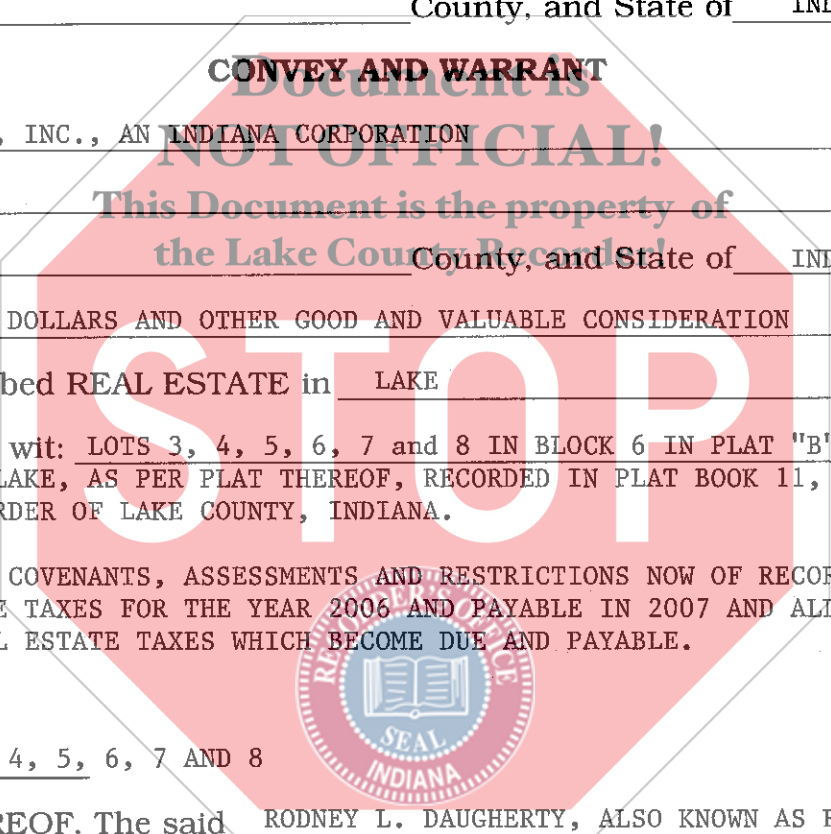 County, and State of
CONVEY AND WARRANT
Document is
, INC., AN INDIANA CORPORATION
NOT OFFICIAL!
This Document is the property of
the Lake County Recorder!
County, and State of IND
DOLLARS AND OTHER GOOD AND VALUABLE CONSIDERATION
STOP
bed REAL ESTATE in LAKE
wit: LOTS 3, 4, 5, 6, 7 and 8 IN BLOCK 6 IN PLAT "B"
LAKE, AS PER PLAT THEREOF, RECORDED IN PLAT BOOK 11,
RDER OF LAKE COUNTY, INDIANA.
COVENANTS, ASSESSMENTS AND RESTRICTIONS NOW OF RECOR
E TAXES FOR THE YEAR 2006 AND PAYABLE IN 2007 AND ALL
L ESTATE TAXES WHICH BECOME DUE AND PAYABLE.
RECORDER'S OFFICE
SEAL
INDIANA
4, 5, 6, 7 AND 8
REOF. The said RODNEY L. DAUGHERTY, ALSO KNOWN AS